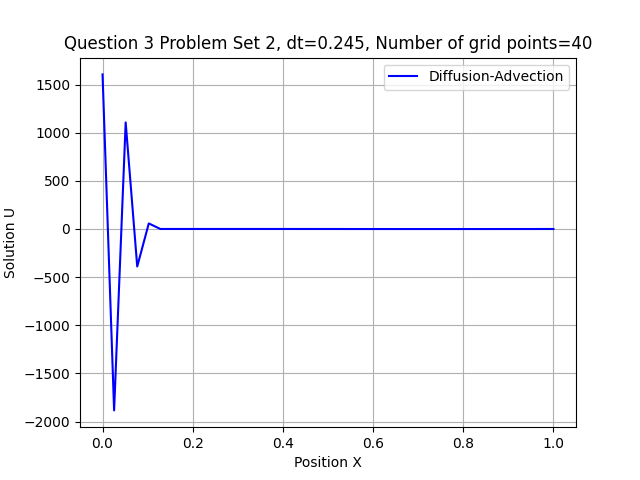 Question 3 Problem Set 2, dt=0.245, Number of grid points=40
Diffusion-Advection
1500
1000
500
0
−500
−1000
−1500
−2000
Solution U
0.0 0.2 0.4 0.6 0.8 1.0
Position X